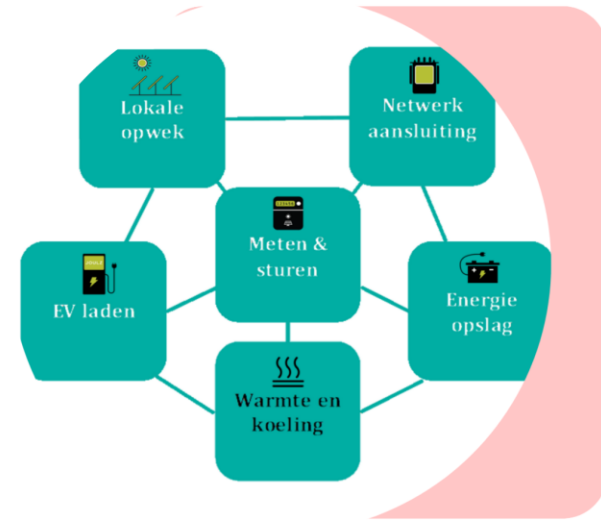 Lokale
opwek
Netwerk
aansluiting
Meten &
sturen
EV laden
Energie
opslag
Warmte en
koeling